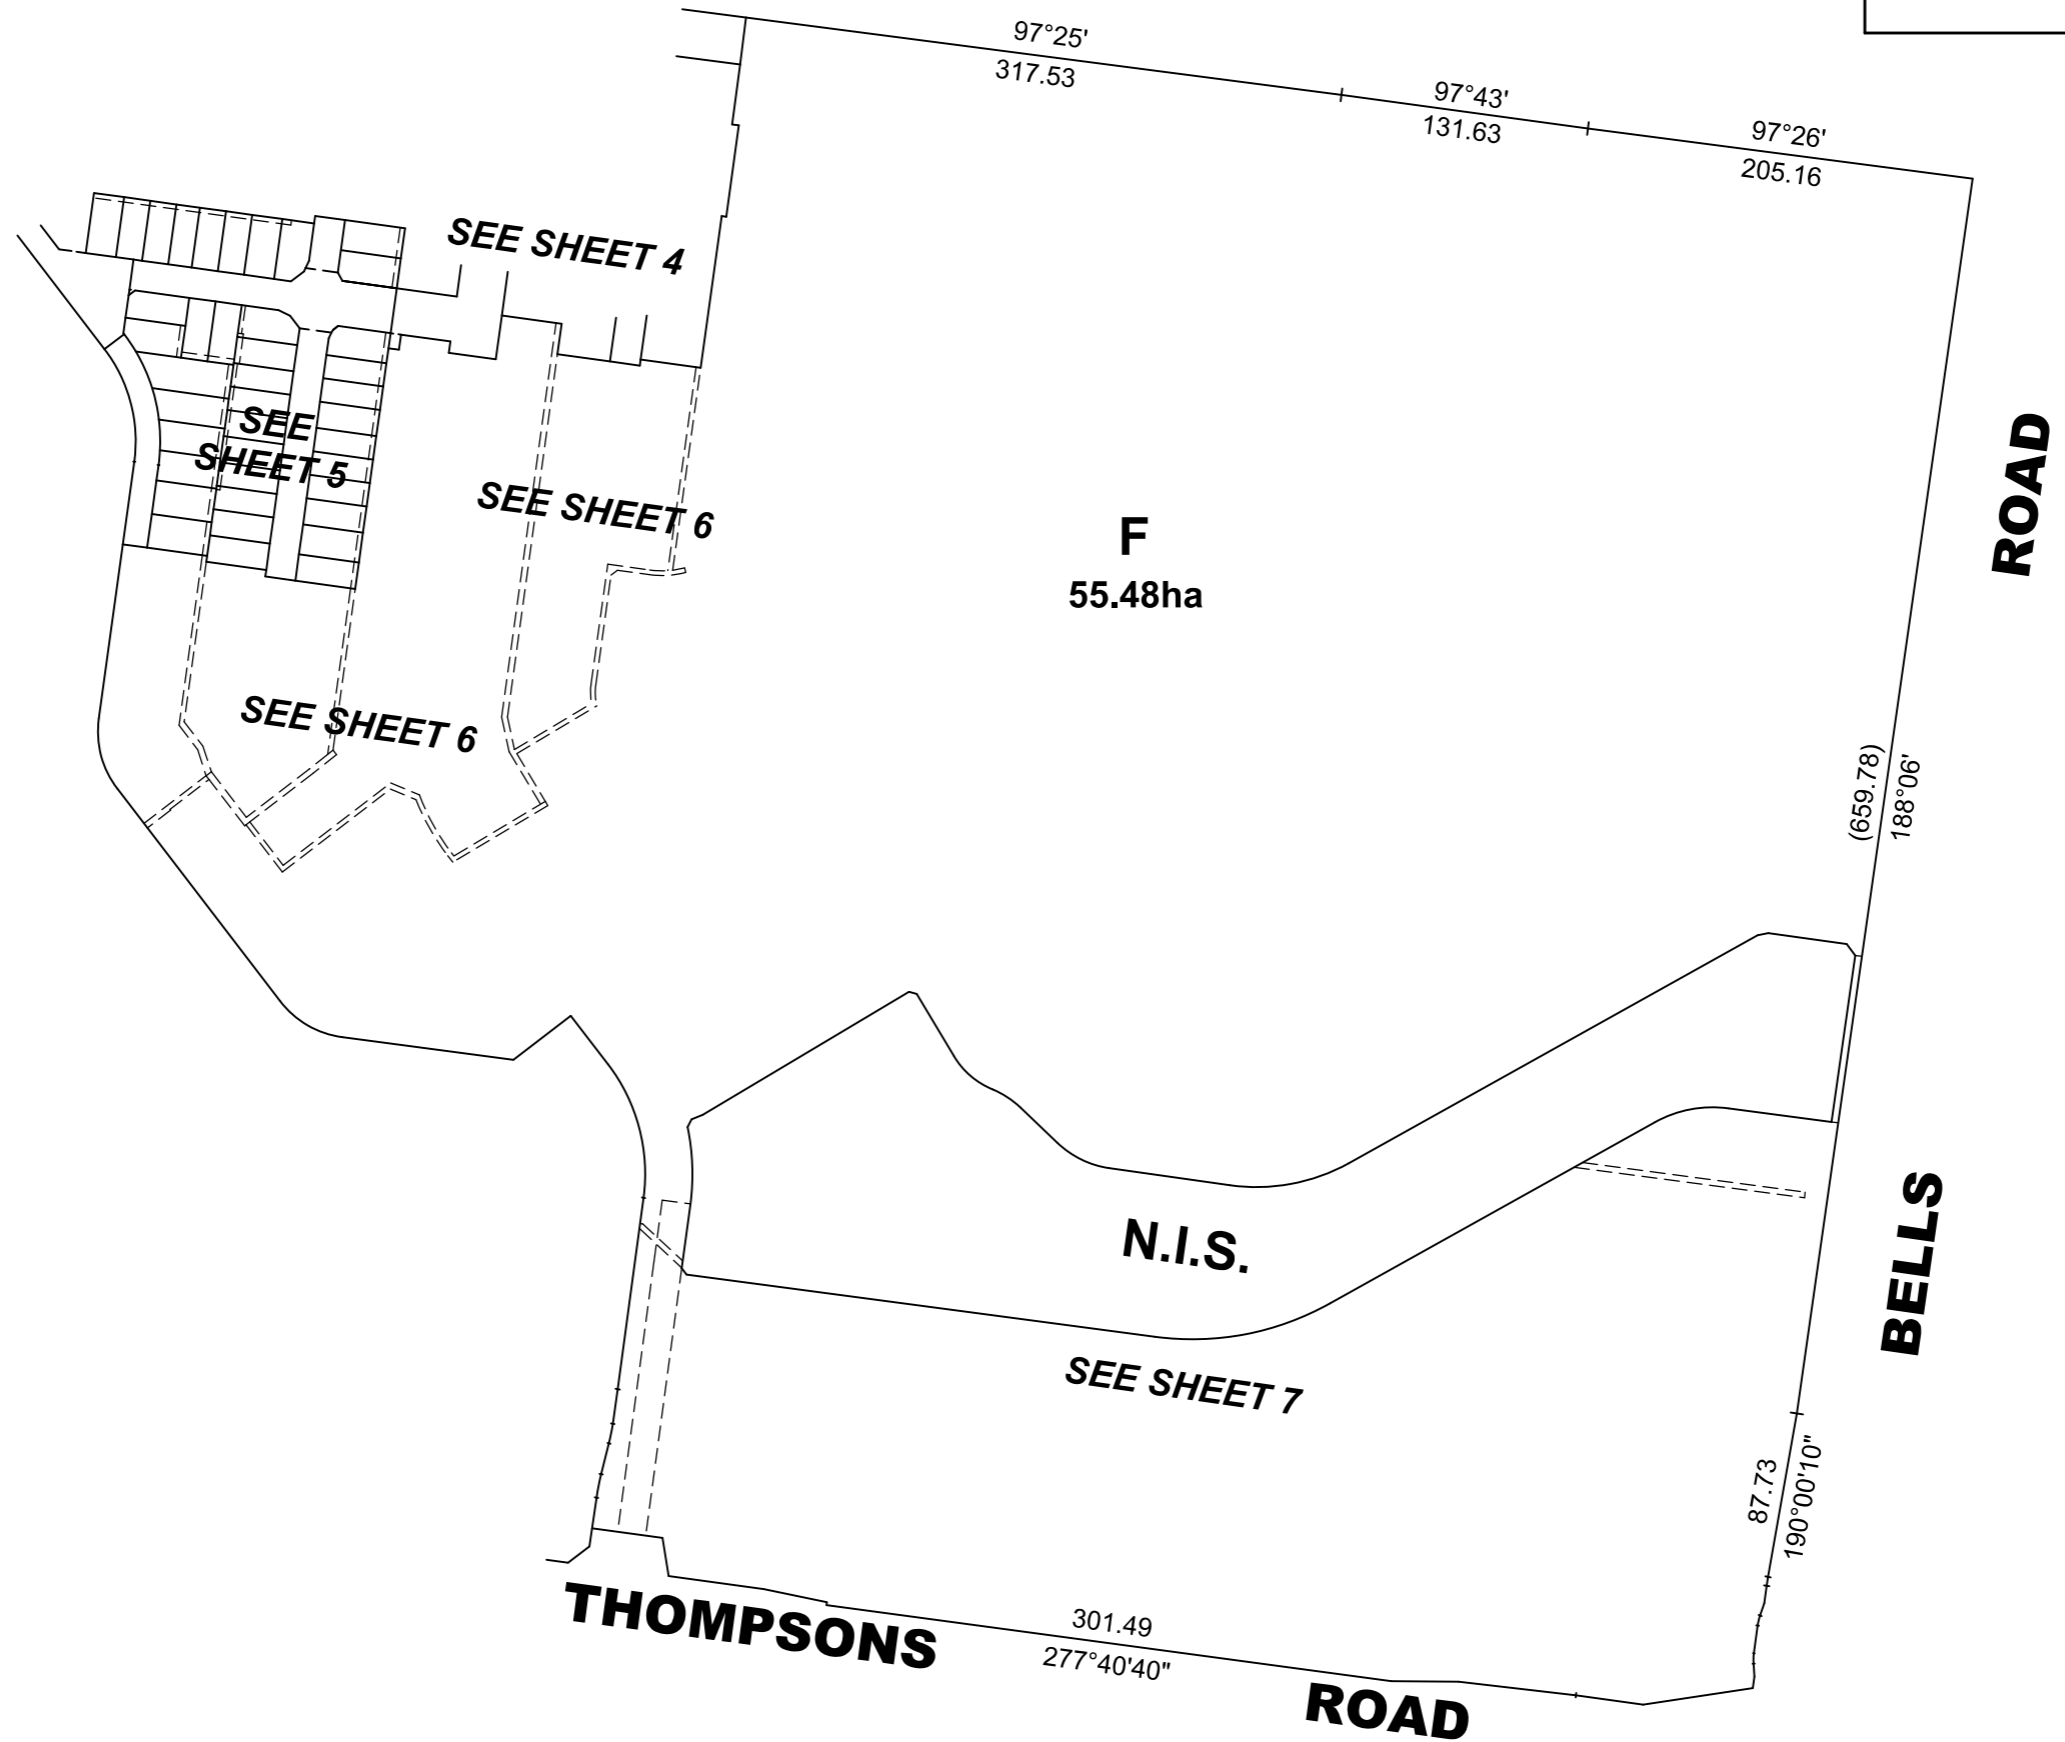 97°25'
317.53
97°43'
131.63
97°26'
205.16
SEE SHEET 4
SEE
SHEET 5
SEE SHEET 6
F
55.48ha
ROAD
SEE SHEET 6
(659.78)
188°06'
N.I.S.
BELLS
SEE SHEET 7
87.73
190°00'10"
THOMPSONS
301.49
277°40'40"
ROAD